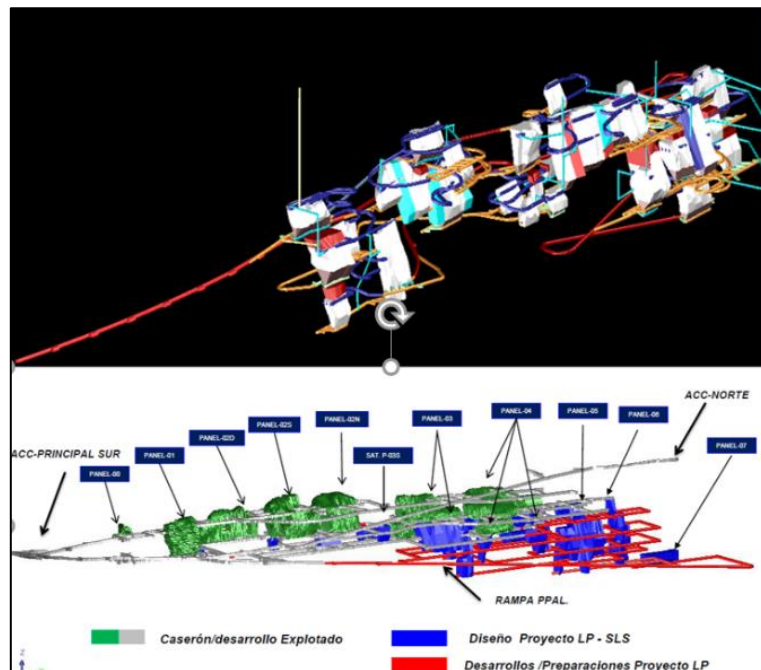 PANEL-02N
PANEL-03
PANEL-04
PANEL-05
PANEL-06
ACC-NORTE
PANEL-02S
PANEL-02D
ACC-PRINCIPAL SUR
PANEL-01
SAT. P-03S
PANEL-07
PANEL-00
RAMPA PPAL.
Caserón/desarrollo Explotado
Diseño Proyecto LP - SLS
Desarrollos /Preparaciones Proyecto LP
Z